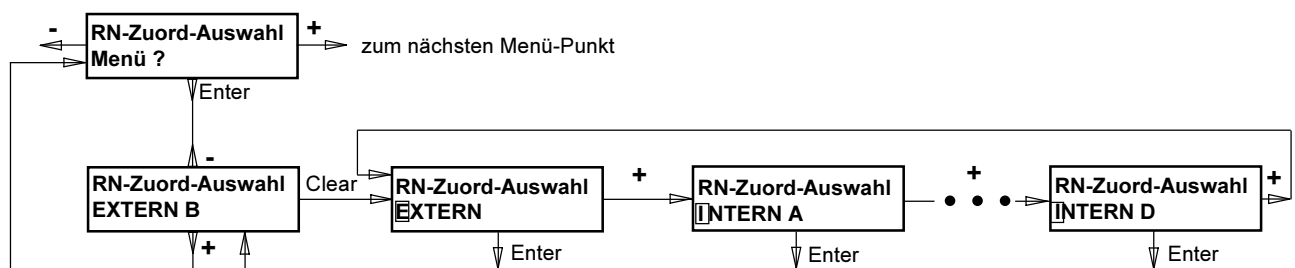 -
RN-Zuord-Auswahl
Menü ?
+
zum nächsten Menü-Punkt
Enter
-
RN-Zuord-Auswahl
EXTERN B
Clear
RN-Zuord-Auswahl
EXTERN
+
RN-Zuord-Auswahl
INTERN A
+
• • •
RN-Zuord-Auswahl
INTERN D
+
+
Enter
Enter
Enter